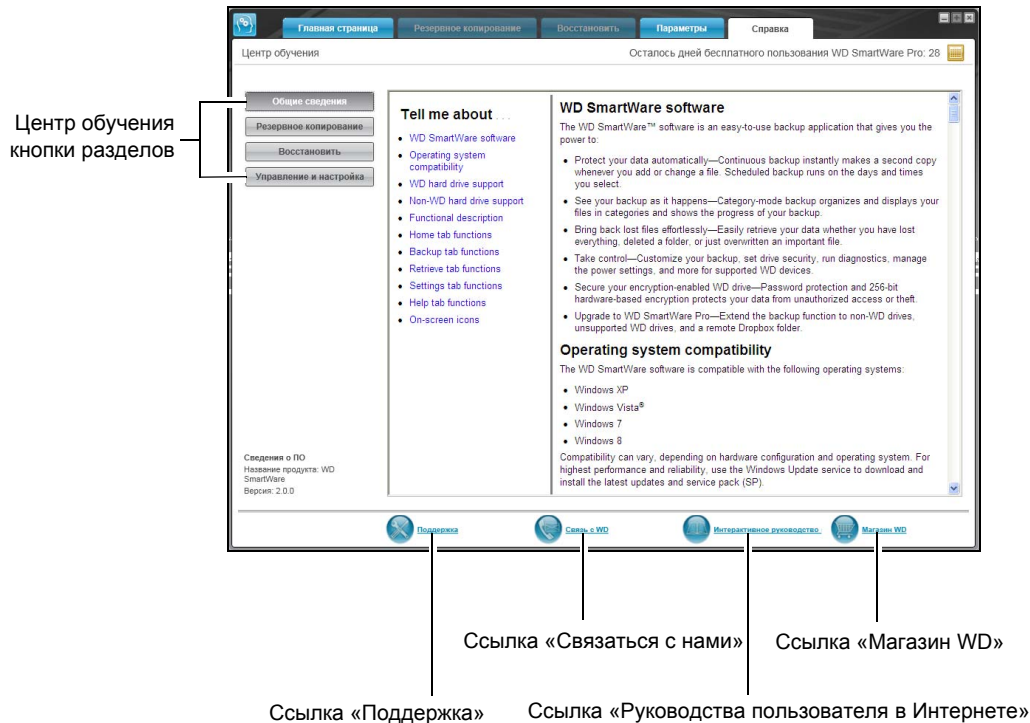 Главная страница
Резервное копирование
Восстановить
Параметры
Справка
Центр обучения
Осталось дней бесплатного пользования WD SmartWare Pro: 28
Центр обучения
кнопки разделов
Общие сведения
Резервное копирование
Восстановить
Управление и настройка
Tell me about . . .
• WD SmartWare software
• Operating system
compatibility
• WD hard drive support
• Non-WD hard drive support
• Functional description
• Home tab functions
• Backup tab functions
• Retrieve tab functions
• Settings tab functions
• Help tab functions
• On-screen icons
WD SmartWare software
The WD SmartWare™ software is an easy-to-use backup application that gives you the
power to:
• Protect your data automatically—Continuous backup instantly makes a second copy
whenever you add or change a file. Scheduled backup runs on the days and times
you select.
• See your backup as it happens—Category-mode backup organizes and displays your
files in categories and shows the progress of your backup.
• Bring back lost files effortlessly—Easily retrieve your data whether you have lost
everything, deleted a folder, or just overwritten an important file.
• Take control—Customize your backup, set drive security, run diagnostics, manage
the power settings, and more for supported WD devices.
• Secure your encryption-enabled WD drive—Password protection and 256-bit
hardware-based encryption protects your data from unauthorized access or theft.
• Upgrade to WD SmartWare Pro—Extend the backup function to non-WD drives,
unsupported WD drives, and a remote Dropbox folder.
Operating system compatibility
The WD SmartWare software is compatible with the following operating systems:
• Windows XP
• Windows Vista®
• Windows 7
• Windows 8
Compatibility can vary, depending on hardware configuration and operating system. For
highest performance and reliability, use the Windows Update service to download and
install the latest updates and service pack (SP).
Сведения о ПО
Название продукта: WD
SmartWare
Версия: 2.0.0
Поддержка
Связь с WD
Интерактивное руководство
Магазин WD
Ссылка «Связаться с нами»
Ссылка «Магазин WD»
Ссылка «Поддержка»
Ссылка «Руководства пользователя в Интернете»